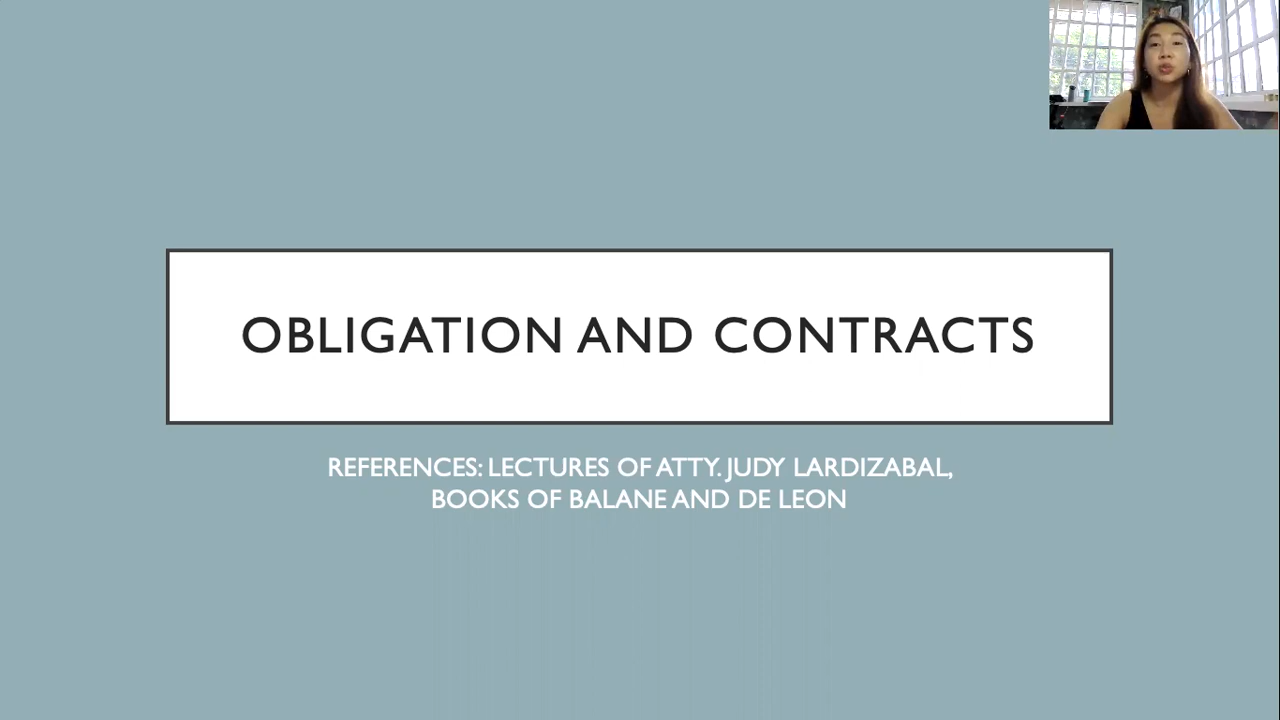 OBLIGATION AND CONTRACTS
REFERENCES: LECTURES OF ATTY. JUDY LARDIZABAL,
BOOKS OF BALANE AND DE LEON